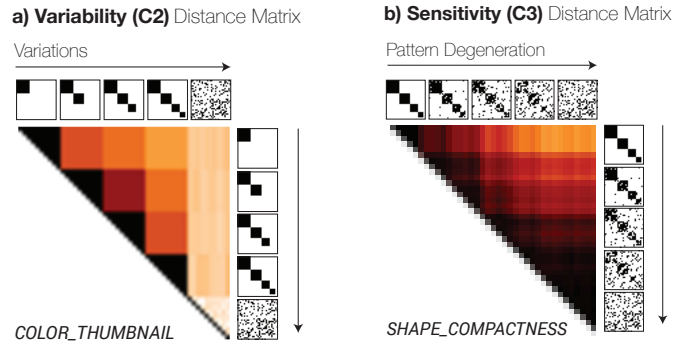 a) Variability (C2) Distance Matrix
Variations
COLOR_THUMBNAIL
b) Sensitivity (C3) Distance Matrix
Pattern Degeneration
SHAPE_COMPACTNESS